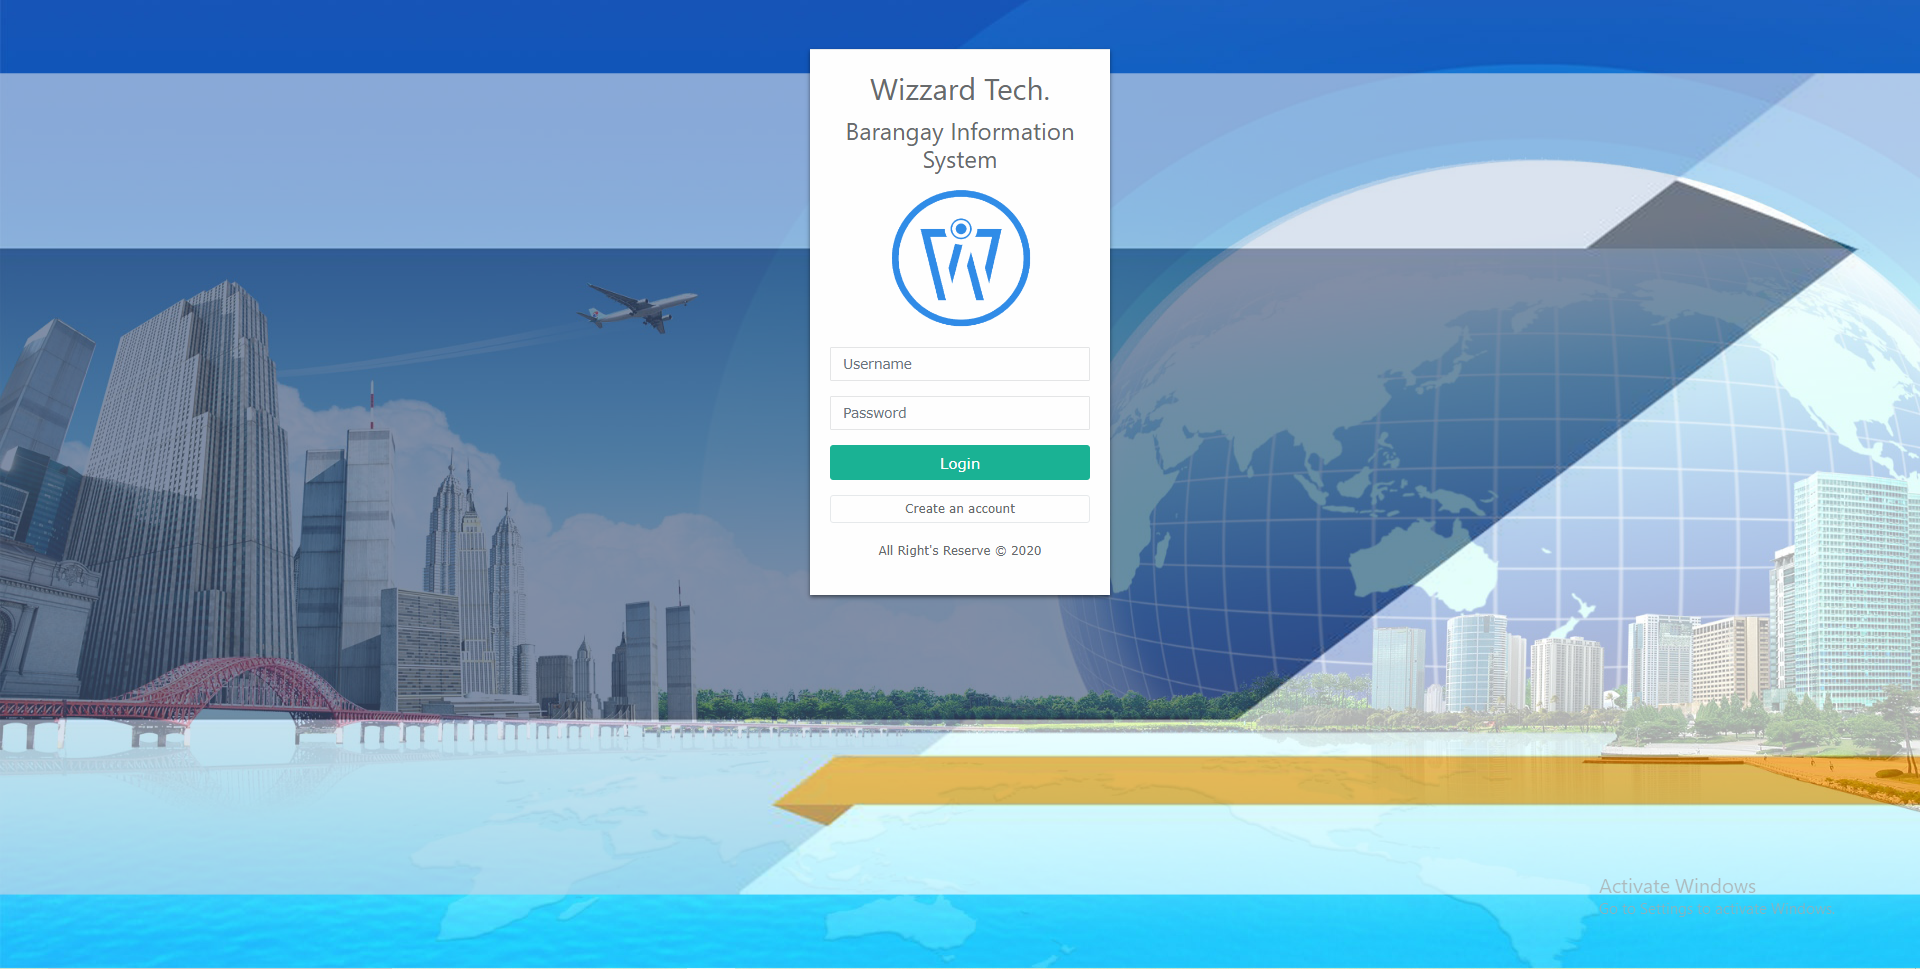 Wizzard Tech.
Barangay Information
System
Username
Password
Login
Create an account
All Right's Reserve © 2020
Activate Windows
Go to Settings to activate Windows.